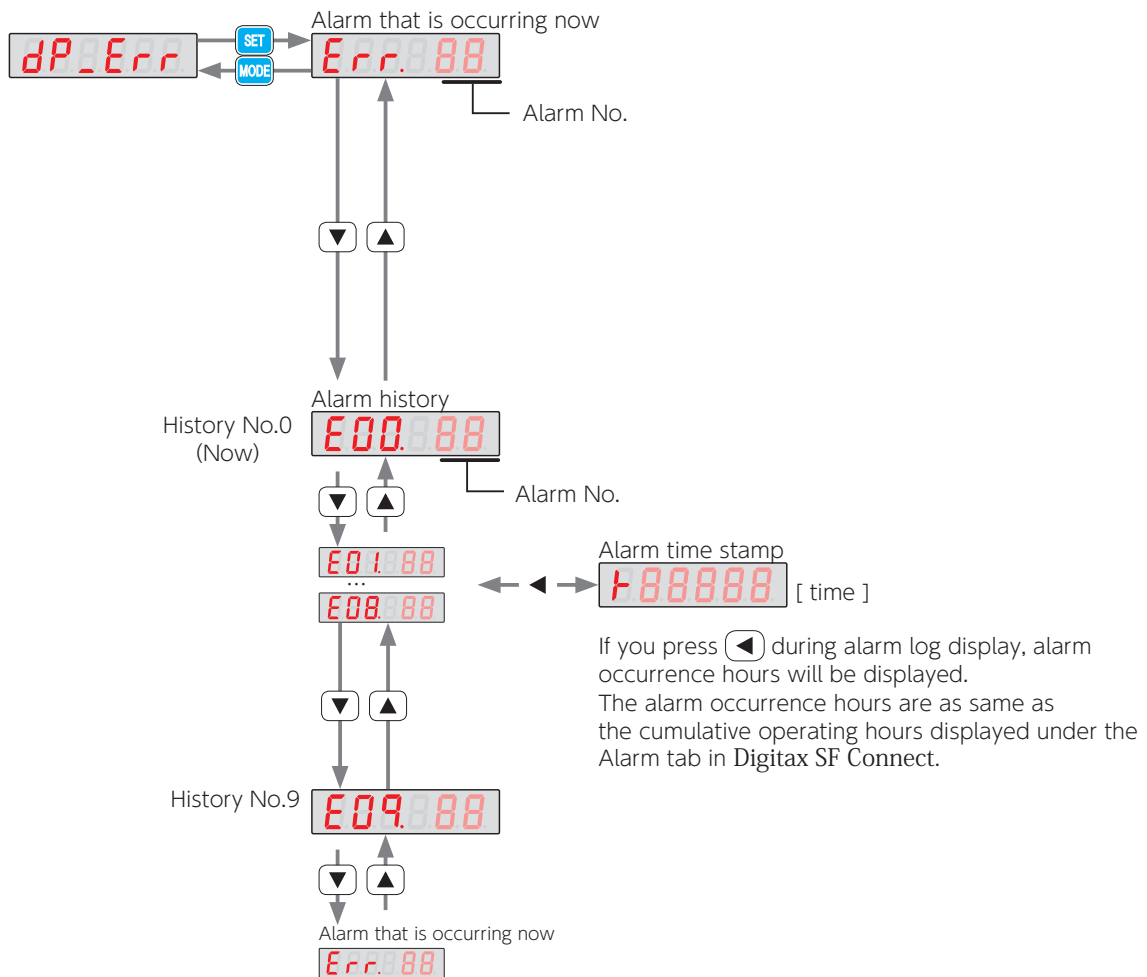 Alarm that is occurring now
dP_Err
SET
MODE
Err. 88
Alarm No.
Alarm history
History No.0
(Now)
E00. 88
Alarm No.
E01. 88
...
E08. 88
Alarm time stamp
[ time ]
If you press ◀ during alarm log display, alarm
occurrence hours will be displayed.
The alarm occurrence hours are as same as
the cumulative operating hours displayed under the
Alarm tab in Digitax SF Connect.
History No.9
E09. 88
Alarm that is occurring now
Err. 88